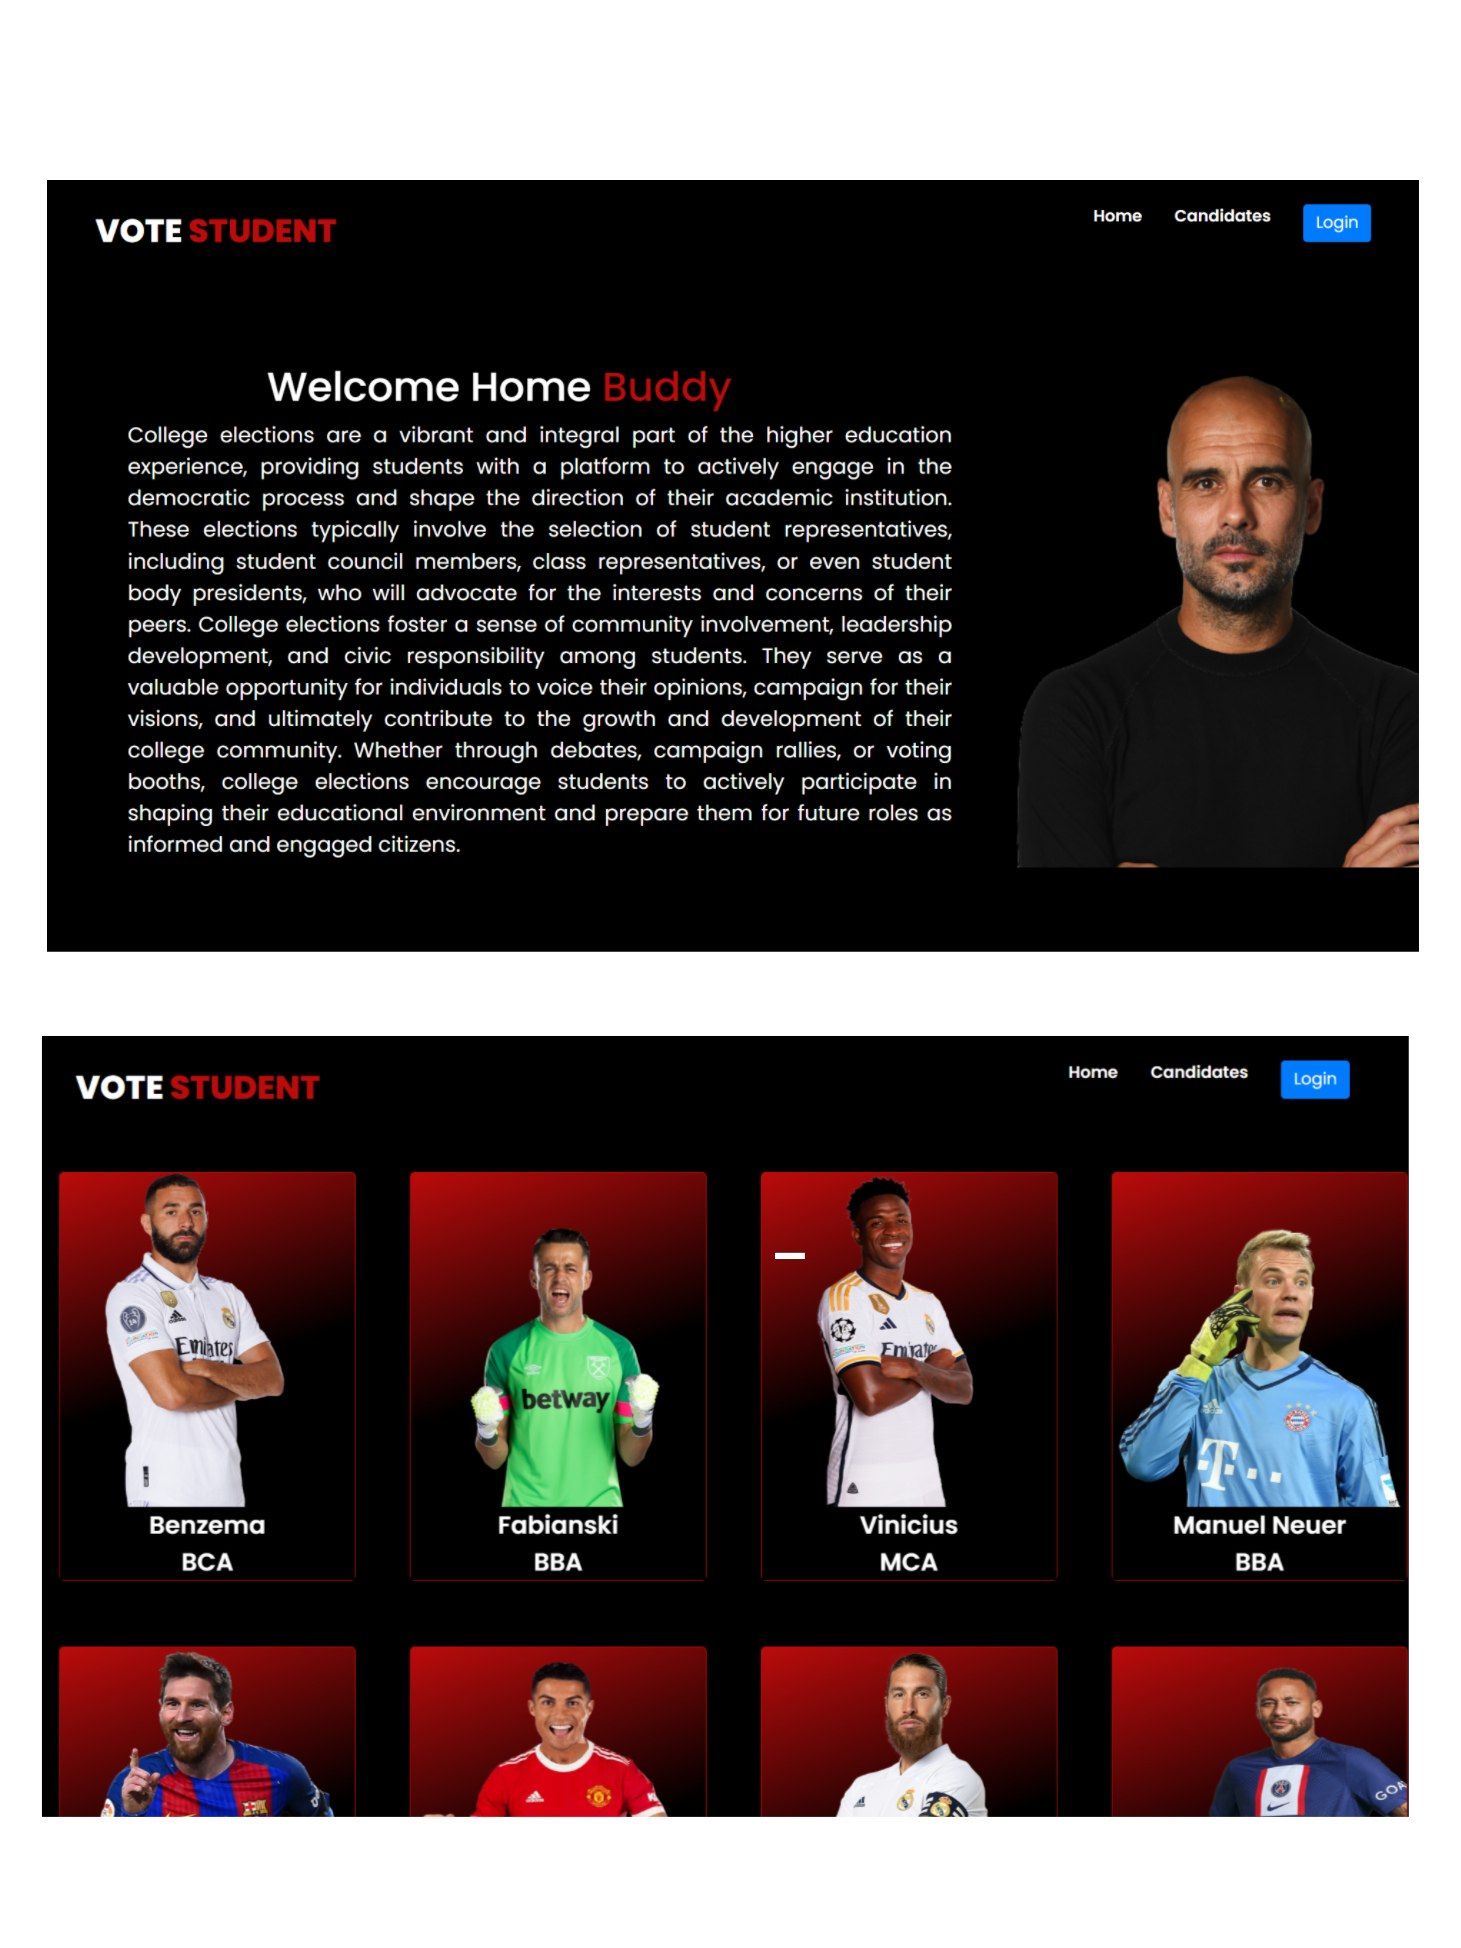 VOTE STUDENT
Home Candidates Login
Welcome Home Buddy
College elections are a vibrant and integral part of the higher education
experience, providing students with a platform to actively engage in the
democratic process and shape the direction of their academic institution.
These elections typically involve the selection of student representatives,
including student council members, class representatives, or even student
body presidents, who will advocate for the interests and concerns of their
peers. College elections foster a sense of community involvement, leadership
development, and civic responsibility among students. They serve as a
valuable opportunity for individuals to voice their opinions, campaign for their
visions, and ultimately contribute to the growth and development of their
college community. Whether through debates, campaign rallies, or voting
booths, college elections encourage students to actively participate in
shaping their educational environment and prepare them for future roles as
informed and engaged citizens.
VOTE STUDENT
Home Candidates Login
Emirates
betway
T
Benzema
BCA
Fabianski
BBA
Vinicius
MCA
Manuel Neuer
BBA
GOA